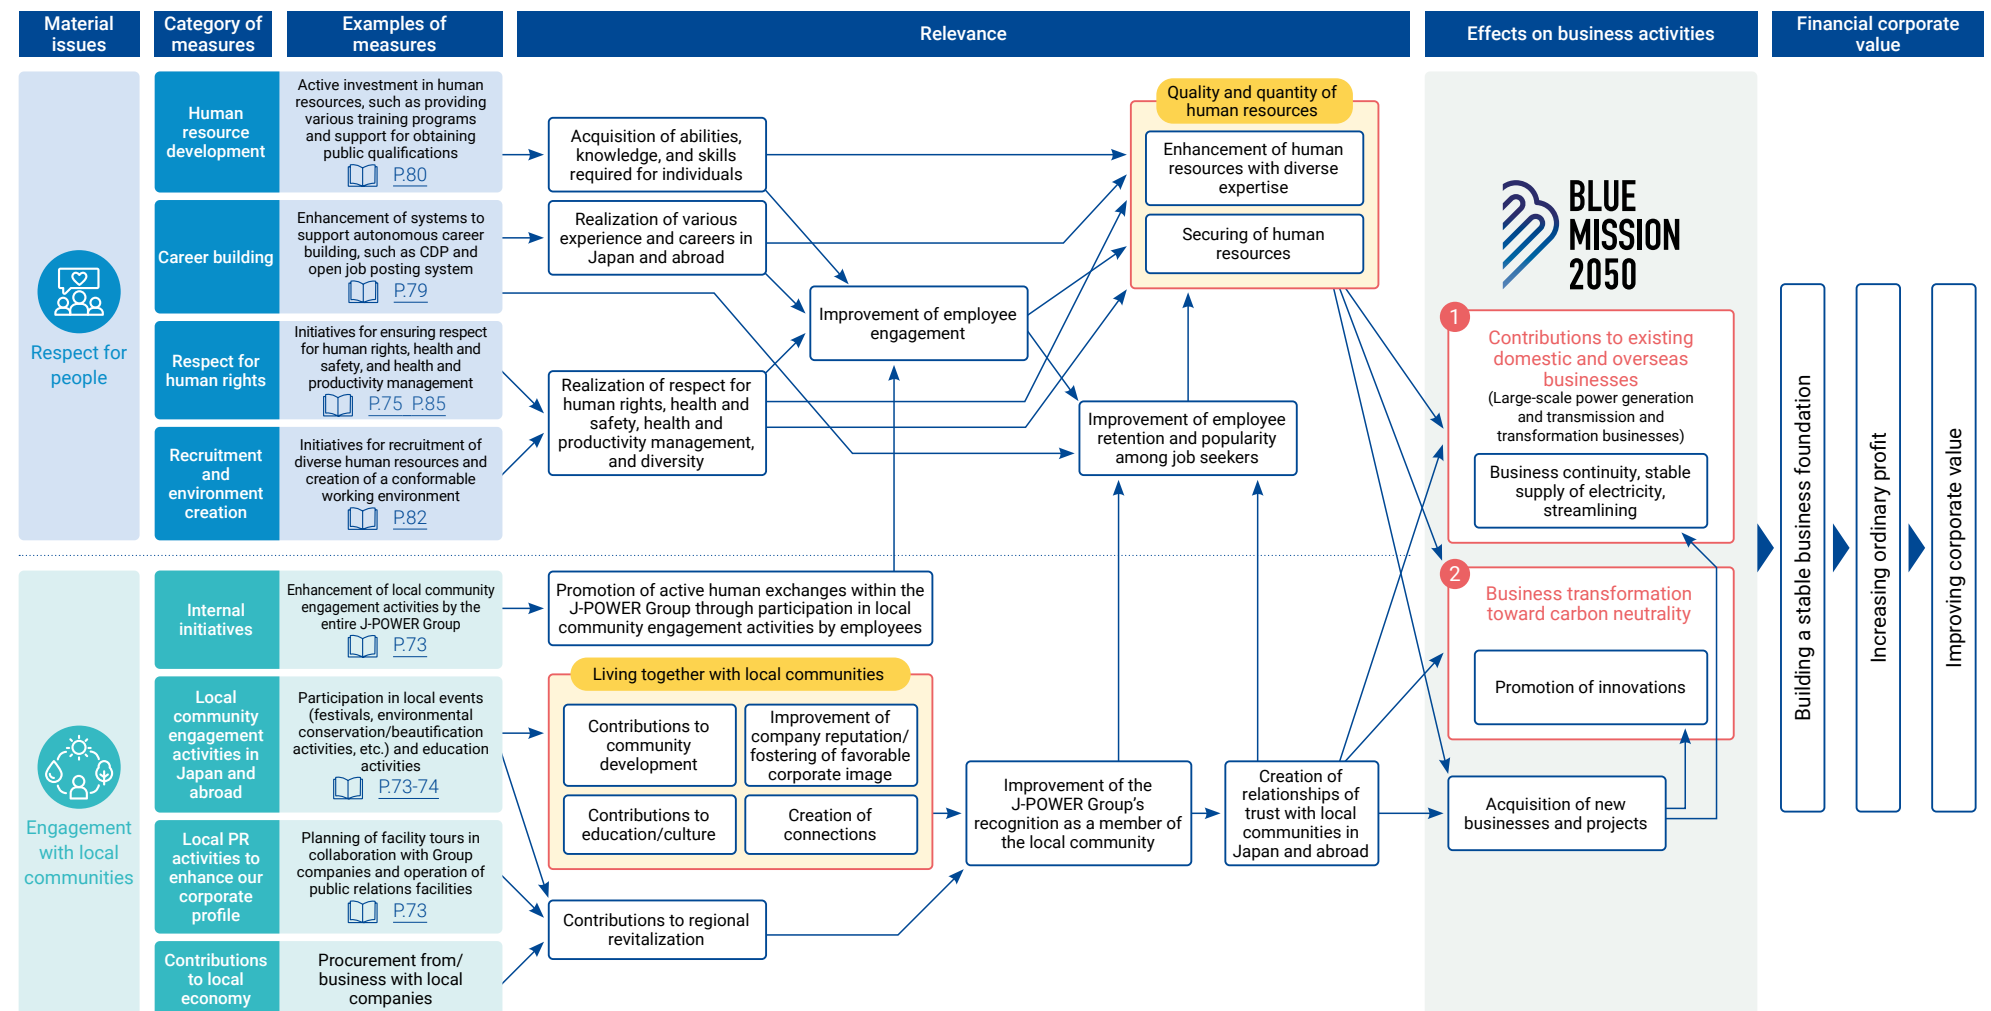 Material
issues
Category of
measures
Examples of
measures
Relevance
Effects on business activities
Financial corporate
value
Respect for
people
Human
resource
development
Active investment in human
resources, such as providing
various training programs
and support for obtaining
public qualifications
P.80
Career building
Enhancement of systems to
support autonomous career
building, such as CDP and
open job posting system
P.79
Respect for
human rights
Initiatives for ensuring respect
for human rights, health and
safety, and health and
productivity management
P.75 P.85
Recruitment
and
environment
creation
Initiatives for recruitment of
diverse human resources and
creation of a conformable
working environment
P.82
Acquisition of abilities,
knowledge, and skills
required for individuals
Realization of various
experience and careers in
Japan and abroad
Improvement of employee
engagement
Realization of respect for
human rights, health and
safety, health and
productivity management,
and diversity
Quality and quantity of
human resources
Enhancement of human
resources with diverse
expertise
Securing of human
resources
Improvement of employee
retention and popularity
among job seekers
Engagement
with local
communities
Internal
initiatives
Enhancement of local community
engagement activities by the
entire J-POWER Group
P.73
Local
community
engagement
activities in
Japan and
abroad
Participation in local events
(festivals, environmental
conservation/beautification
activities, etc.) and education
activities
P.73-74
Local PR
activities to
enhance our
corporate
profile
Planning of facility tours in
collaboration with Group
companies and operation of
public relations facilities
P.73
Contributions
to local
economy
Procurement from/
business with local
companies
Promotion of active human exchanges within the
J-POWER Group through participation in local
community engagement activities by employees
Living together with local communities
Contributions to
community
development
Improvement of
company reputation/
fostering of favorable
corporate image
Contributions to
education/culture
Creation of
connections
Contributions to regional
revitalization
Improvement of the
J-POWER Group's
recognition as a member of
the local community
Creation of
relationships of
trust with local
communities in
Japan and abroad
BLUE
MISSION
2050
1
Contributions to existing
domestic and overseas
businesses
(Large-scale power generation
and transmission and
transformation businesses)
Business continuity, stable
supply of electricity,
streamlining
2
Business transformation
toward carbon neutrality
Promotion of innovations
Acquisition of new
businesses and projects
Building a stable business foundation
Increasing ordinary profit
Improving corporate value